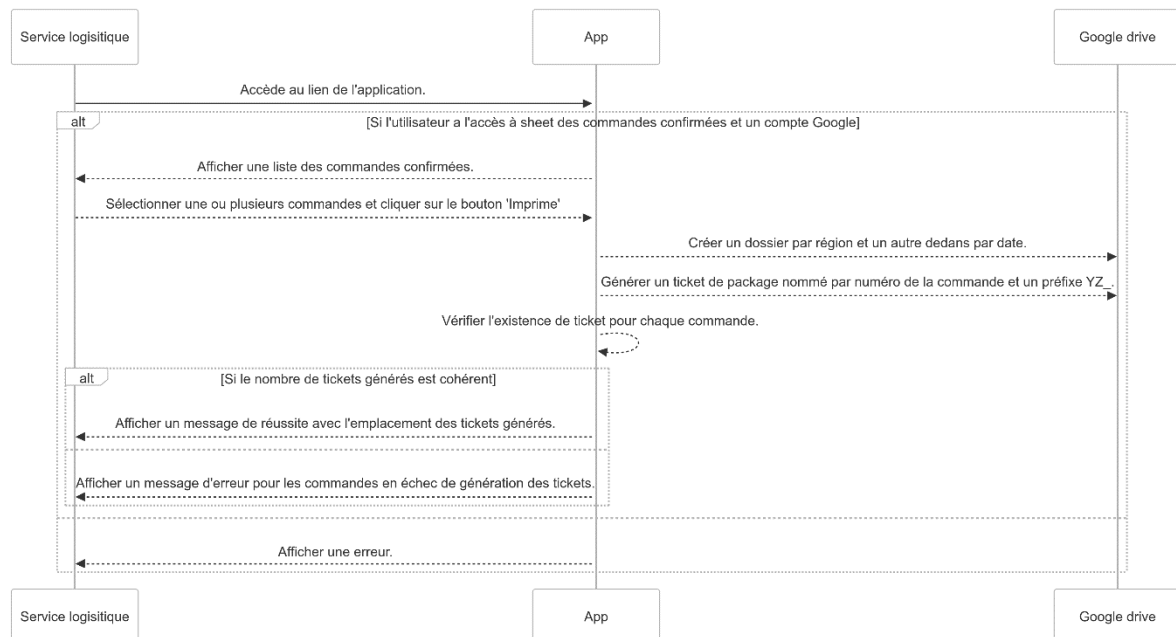 Service logisitique
App
Google drive
Accède au lien de l'application.
alt
[Si l'utilisateur a l'accès à sheet des commandes confirmées et un compte Google]
Afficher une liste des commandes confirmées.
Sélectionner une ou plusieurs commandes et cliquer sur le bouton 'Imprime'
Créer un dossier par région et un autre dedans par date.
Générer un ticket de package nommé par numéro de la commande et un préfixe YZ_.
Vérifier l'existence de ticket pour chaque commande.
alt
[Si le nombre de tickets générés est cohérent]
Afficher un message de réussite avec l'emplacement des tickets générés.
Afficher un message d'erreur pour les commandes en échec de génération des tickets.
Afficher une erreur.
Service logisitique
App
Google drive